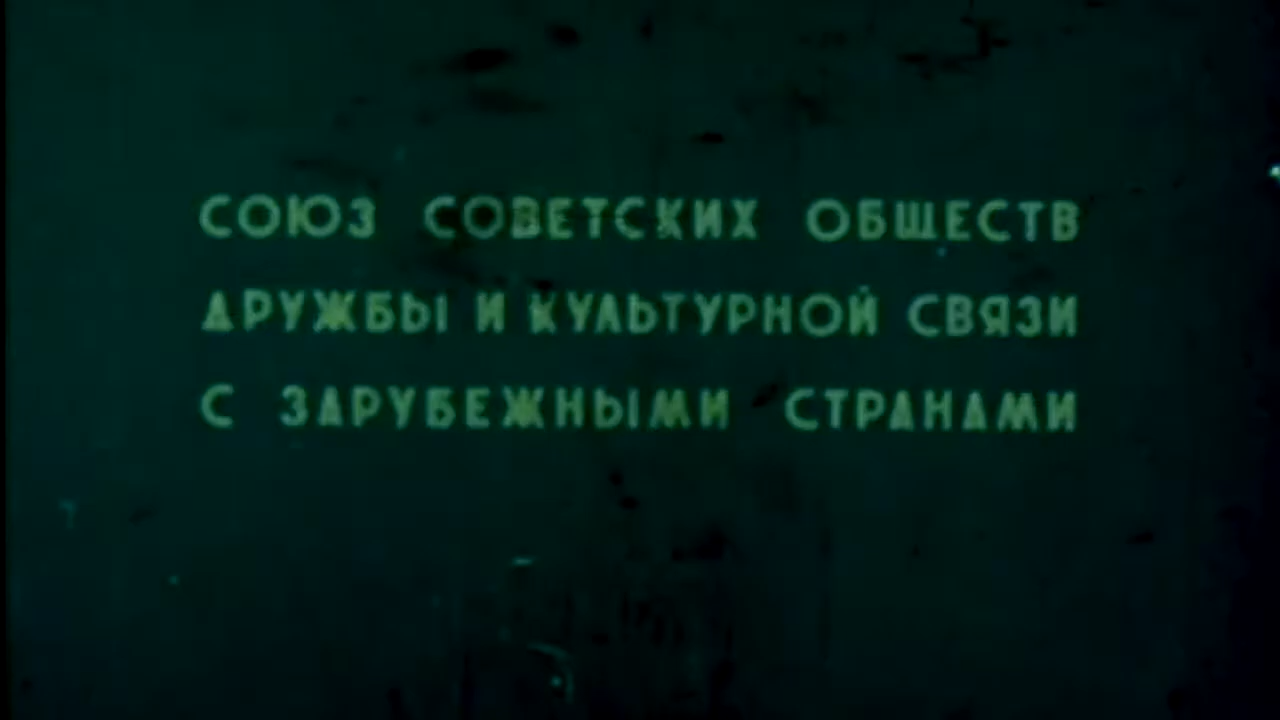 СОЮЗ СОВЕТСКИХ ОБЩЕСТВ
ДРУЖБЫ И КУЛЬТУРНОЙ СВЯЗИ
С ЗАРУБЕЖНЫМИ СТРАНАМИ